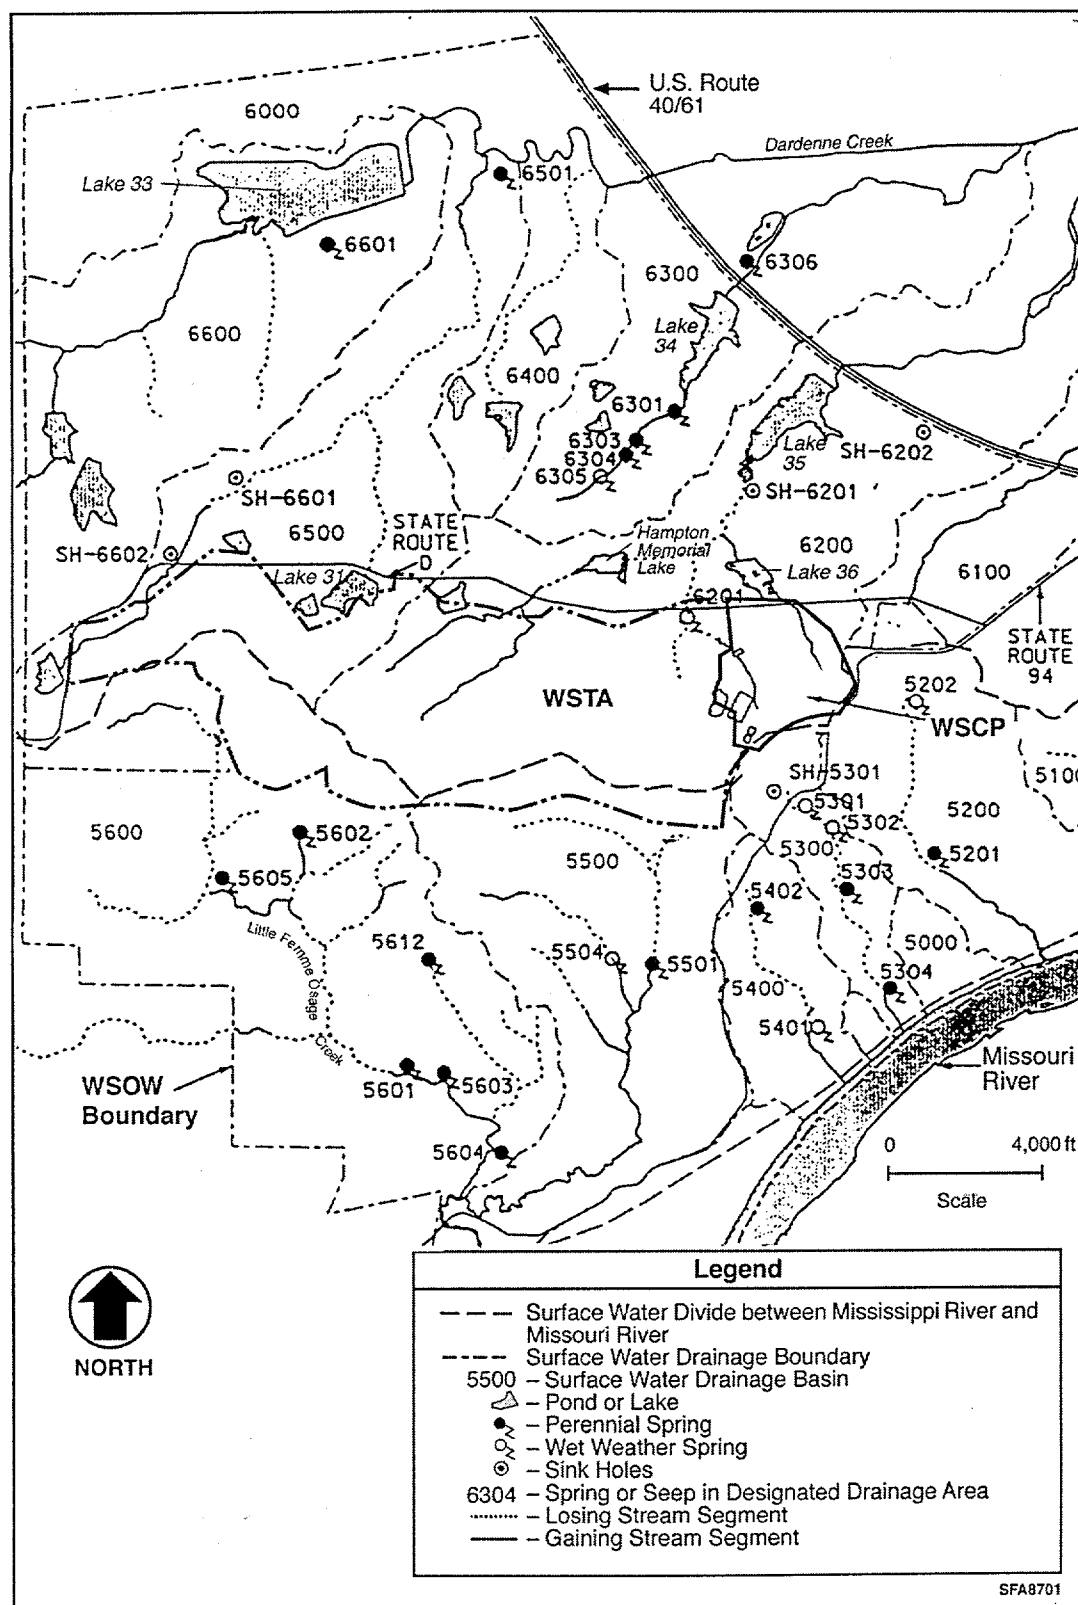 U.S. Route
40/61
6000
Dardenne Creek
Lake 33
6501
6601
6306
6300
6600
Lake
34
6400
6301
6303
6304
6305
Lake
35
SH-6202
SH-6601
SH-6201
6500
STATE
ROUTE
D
Hampton
Memorial
Lake
6200
SH-6602
Lake 31
Lake 36
6100
6201
STATE
ROUTE
94
WSTA
5202
WSCP
SH-5301
5100
5301
5302
5200
5600
5602
5500
5300
5201
5605
5303
5402
Little Femme Osage
Creek
5612
5504
5501
5000
5304
5400
5401
WSOW
Boundary
5601
5603
Missouri
River
5604
0 4,000 ft
Scale
NORTH
Legend
Surface Water Divide between Mississippi River and
Missouri River
Surface Water Drainage Boundary
5500 – Surface Water Drainage Basin
– Pond or Lake
– Perennial Spring
– Wet Weather Spring
– Sink Holes
6304 – Spring or Seep in Designated Drainage Area
– Losing Stream Segment
– Gaining Stream Segment
SFA8701